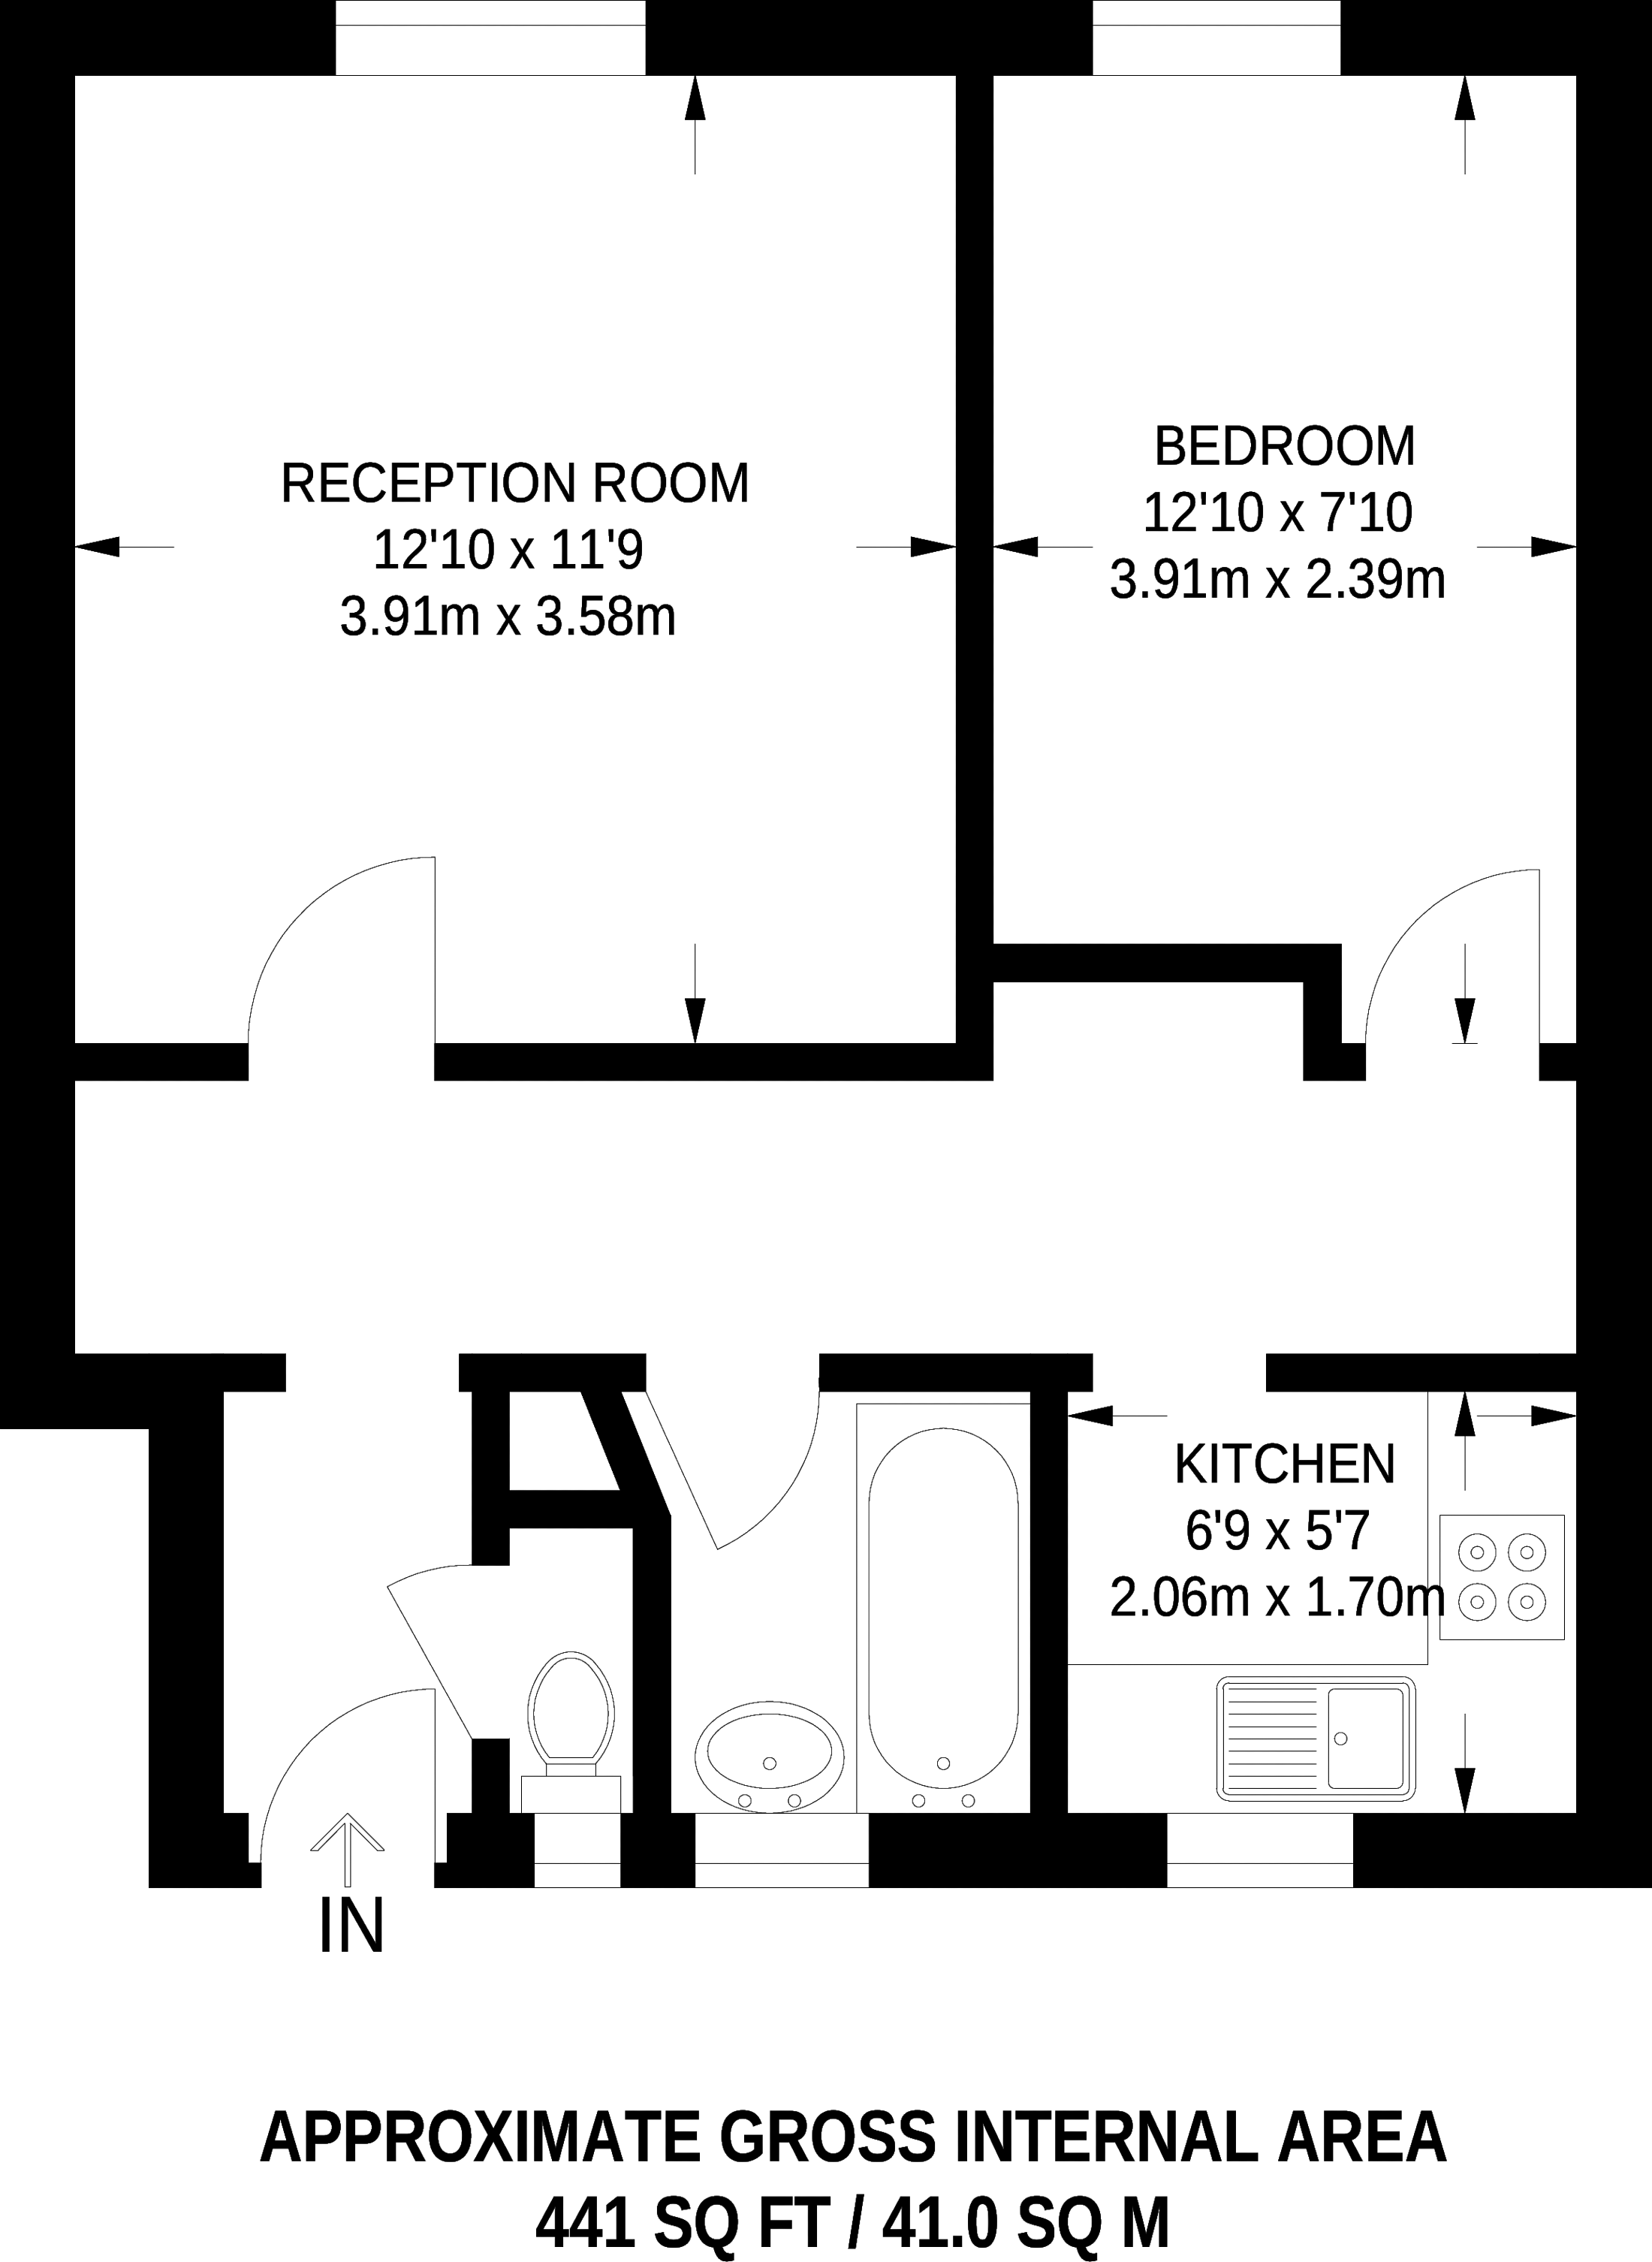 RECEPTION ROOM
12'10 x 11'9
3.91m x 3.58m
BEDROOM
12'10 x 7'10
3.91m x 2.39m
KITCHEN
6'9 x 5'7
2.06m x 1.70m
IN
APPROXIMATE GROSS INTERNAL AREA
441 SQ FT / 41.0 SQ M